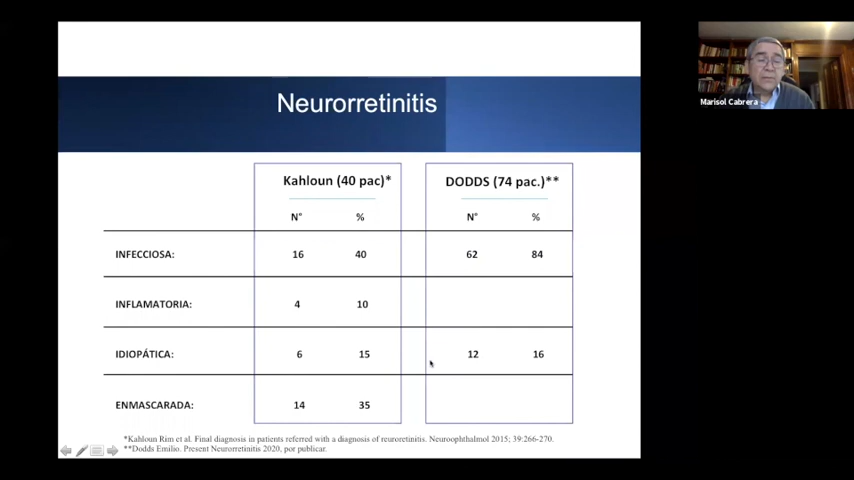 Neurorretinitis
Marisol Cabrera
Kahloun (40 pac)* DODDS (74 pac.)**
N° % N° %
INFECCIOSA: 16 40 62 84
INFLAMATORIA: 4 10
IDIOPÁTICA: 6 15 12 16
ENMASCARADA: 14 35
*Kahloun Rim et al. Final diagnosis in patients referred with a diagnosis of neuroretinitis. Neuroophthalmol 2015; 39:266-270.
**Dodds Emilio. Present Neurorretinitis 2020, por publicar.